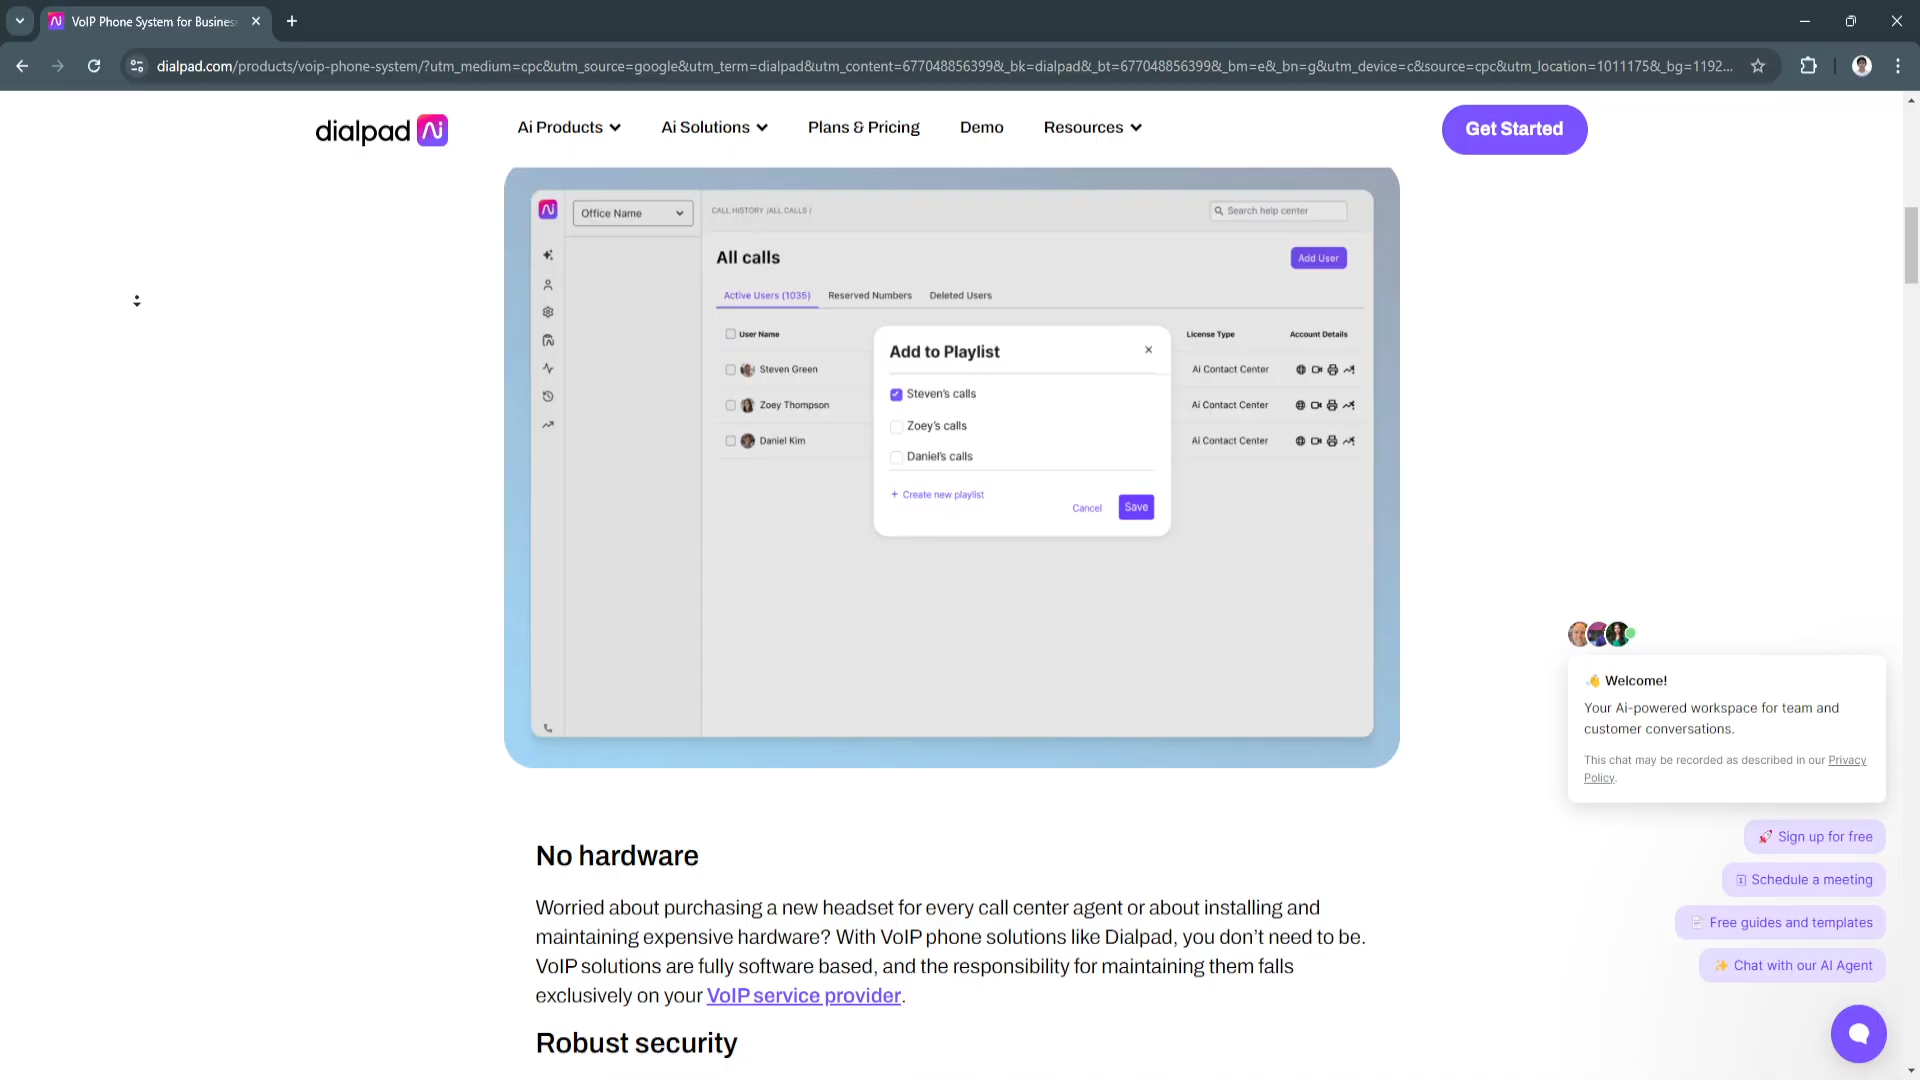 VoIP Phone System for Business
dialpad.com/products/voip-phone-system/?utm_medium=cpc&utm_source=google&utm_term=dialpad&utm_content=677048856399&_bk=dialpad&_bt=677048856399&_bm=e&_bn=g&utm_device=c&source=cpc&utm_location=1011175&_bg=1192...
dialpad Ai
Ai Products
Ai Solutions
Plans & Pricing
Demo
Resources
Get Started
Office Name
CALL HISTORY /ALL CALLS /
Search help center
All calls
Add User
Active Users (1035)
Reserved Numbers
Deleted Users
User Name
License Type
Account Details
Steven Green
Ai Contact Center
Zoey Thompson
Ai Contact Center
Daniel Kim
Ai Contact Center
Add to Playlist
Steven's calls
Zoey's calls
Daniel's calls
+ Create new playlist
Cancel
Save
No hardware
Worried about purchasing a new headset for every call center agent or about installing and
maintaining expensive hardware? With VoIP phone solutions like Dialpad, you don't need to be.
VoIP solutions are fully software based, and the responsibility for maintaining them falls
exclusively on your VoIP service provider.
Robust security
👋 Welcome!
Your Ai-powered workspace for team and
customer conversations.
This chat may be recorded as described in our Privacy
Policy.
🚀 Sign up for free
Schedule a meeting
Free guides and templates
✨ Chat with our AI Agent